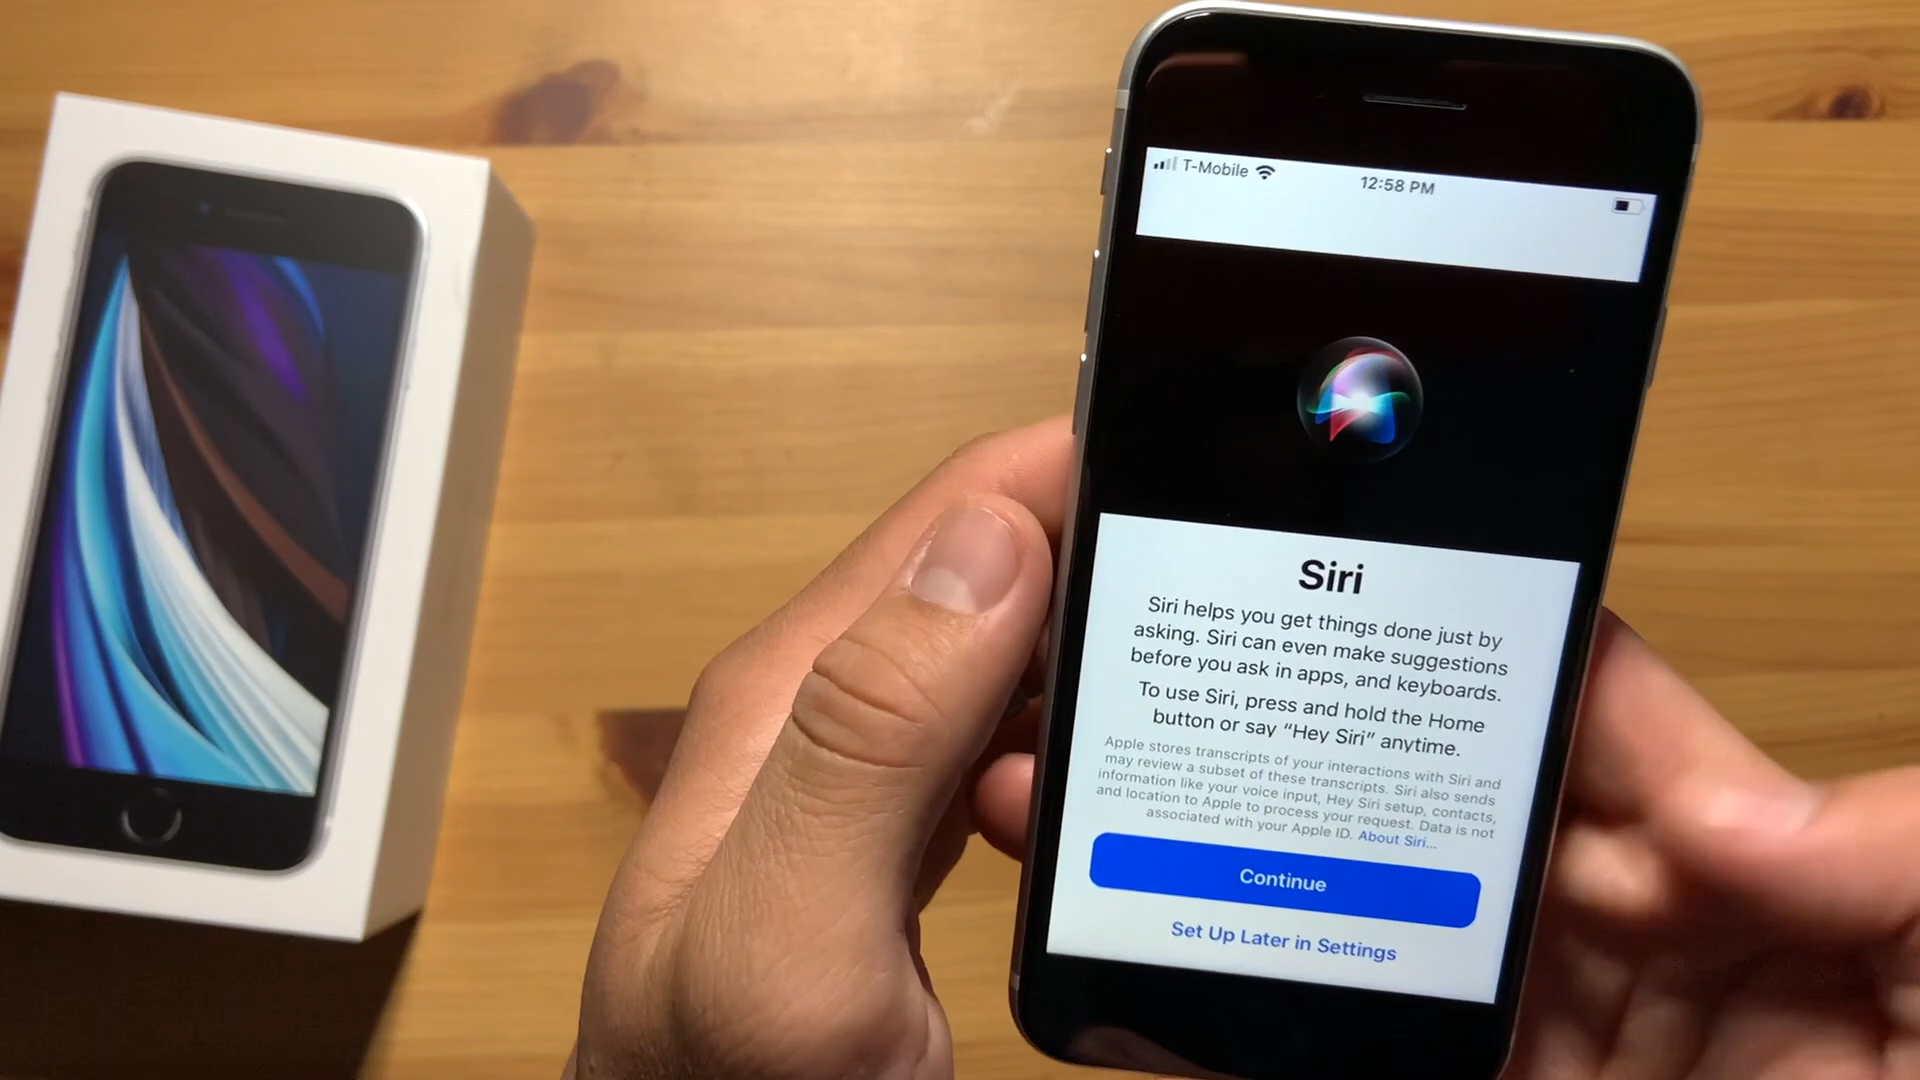 T-Mobile
12:58 PM
Siri
Siri helps you get things done just by
asking. Siri can even make suggestions
before you ask in apps, and keyboards.
To use Siri, press and hold the Home
button or say “Hey Siri” anytime.
Apple stores transcripts of your interactions with Siri and
may review a subset of these transcripts. Siri also sends
information like your voice input, Hey Siri setup, contacts,
and location to Apple to process your request. Data is not
associated with your Apple ID. About Siri...
Continue
Set Up Later in Settings